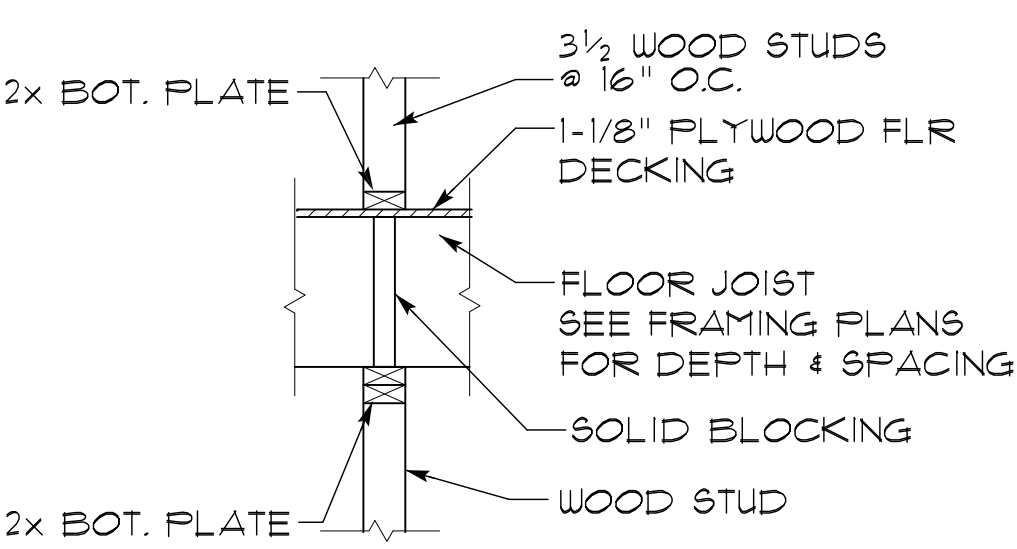 2x BOT. PLATE
3½ WOOD STUDS
@ 16" O.C.
1-1/8" PLYWOOD FLR
DECKING
FLOOR JOIST
SEE FRAMING PLANS
FOR DEPTH & SPACING
SOLID BLOCKING
WOOD STUD
2x BOT. PLATE